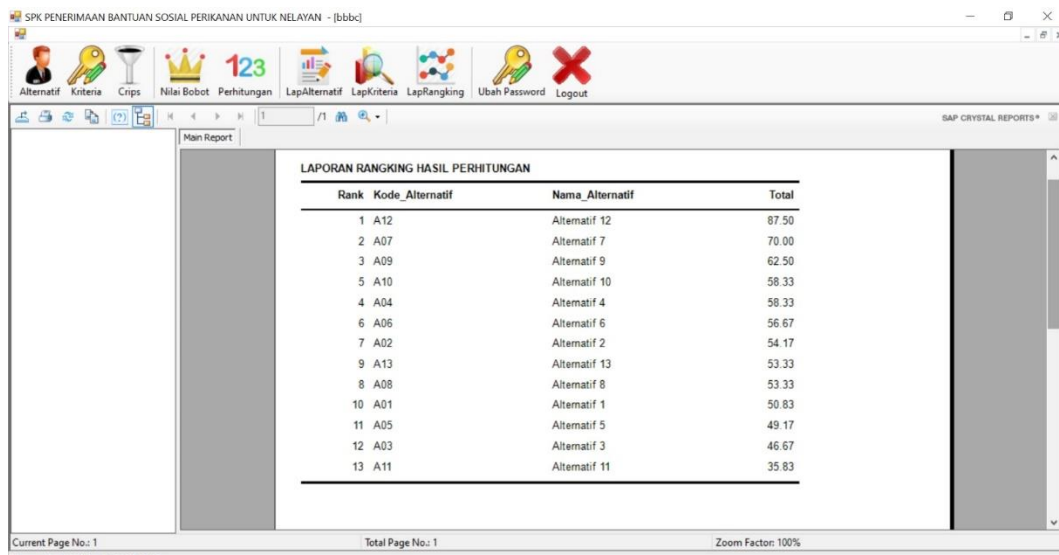 SPK PENERIMAAN BANTUAN SOSIAL PERIKANAN UNTUK NELAYAN - [bbbc]
123
Alternatif Kriteria Crips Nilai Bobot Perhitungan LapAlternatif LapKriteria LapRangking Ubah Password Logout
1 /1 SAP CRYSTAL REPORTS®
Main Report
LAPORAN RANGKING HASIL PERHITUNGAN
Rank Kode_Alternatif Nama_Alternatif Total
1 A12 Alternatif 12 87.50
2 A07 Alternatif 7 70.00
3 A09 Alternatif 9 62.50
5 A10 Alternatif 10 58.33
4 A04 Alternatif 4 58.33
6 A06 Alternatif 6 56.67
7 A02 Alternatif 2 54.17
9 A13 Alternatif 13 53.33
8 A08 Alternatif 8 53.33
10 A01 Alternatif 1 50.83
11 A05 Alternatif 5 49.17
12 A03 Alternatif 3 46.67
13 A11 Alternatif 11 35.83
Current Page No.: 1 Total Page No.: 1 Zoom Factor: 100%